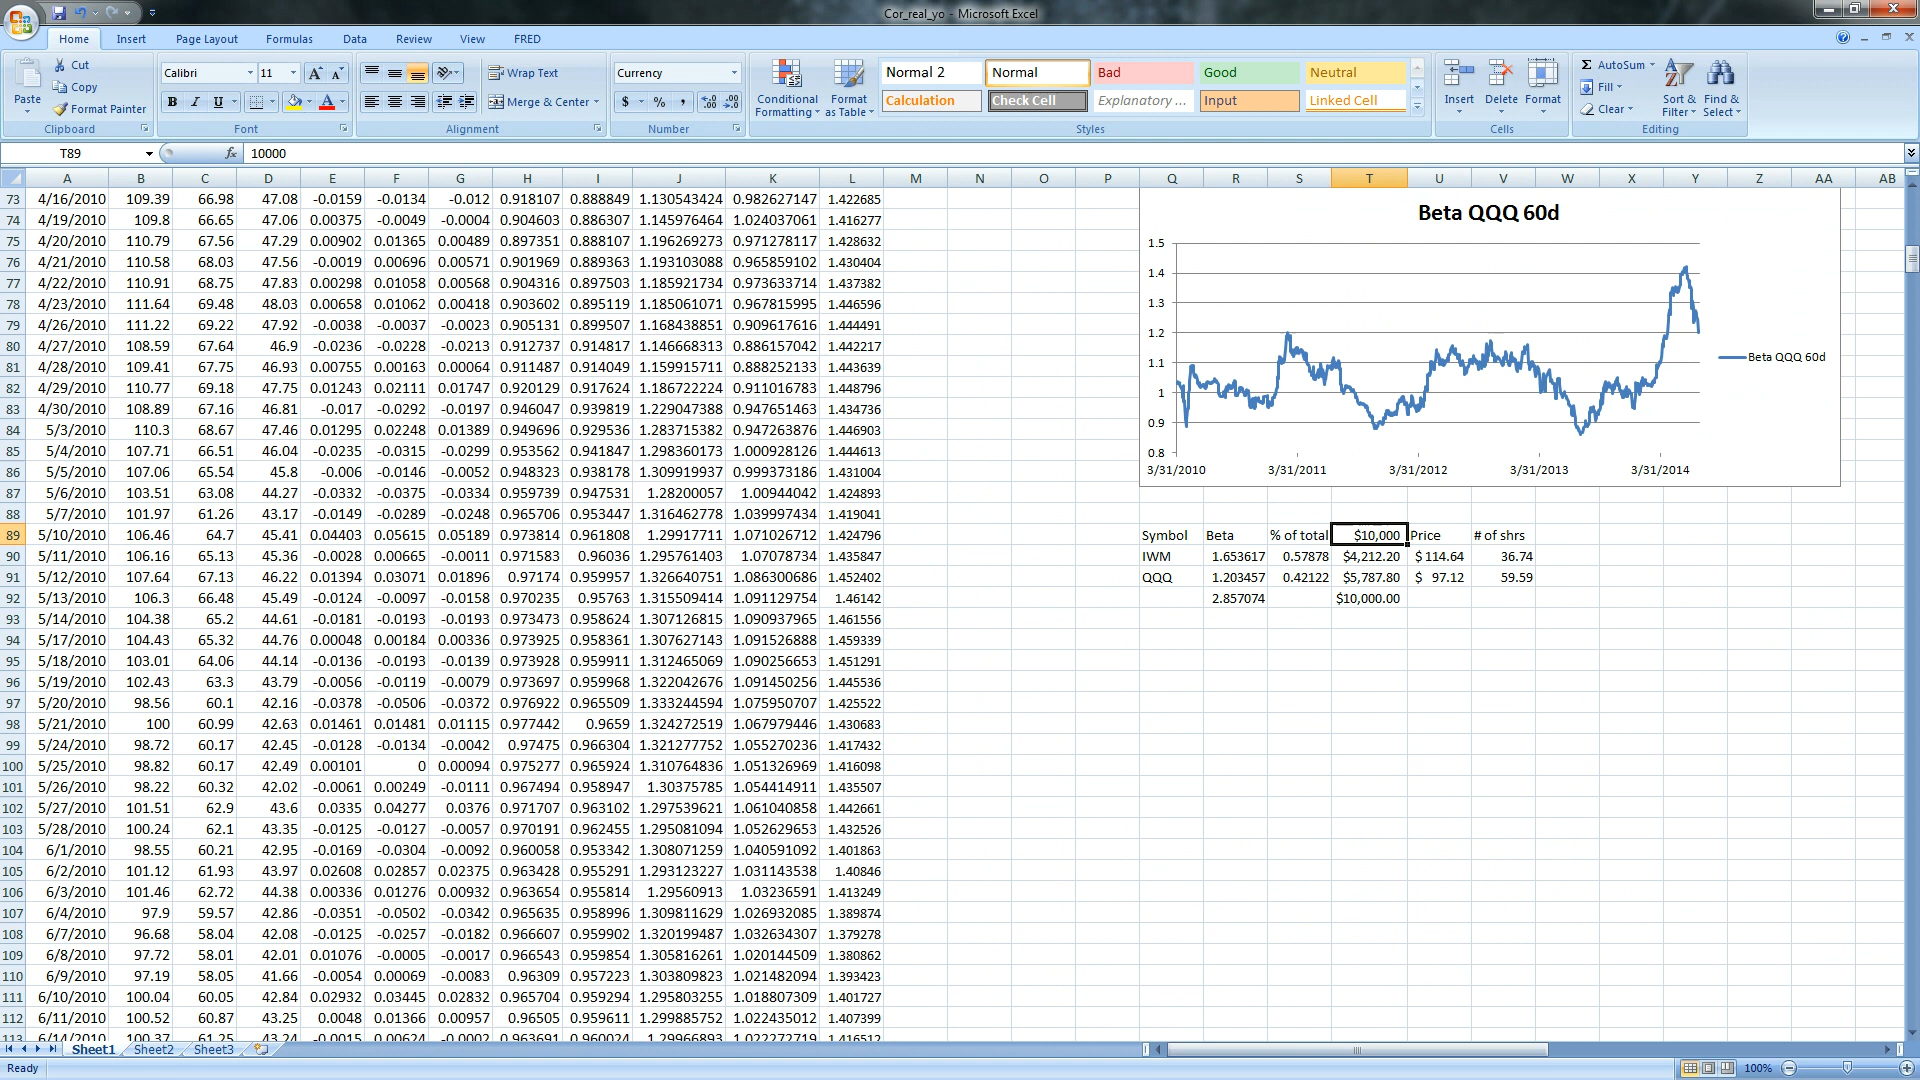 Cor_real_yo - Microsoft Excel
Home Insert Page Layout Formulas Data Review View FRED
Cut
Copy
Format Painter
Paste
Clipboard
Calibri 11
B I U
Font
Wrap Text
Merge & Center
Alignment
Currency
$ % ,
Number
Conditional Formatting
Format as Table
Normal 2 Normal Bad Good Neutral
Calculation Check Cell Explanatory ... Input Linked Cell
Styles
Insert Delete Format
Cells
Σ AutoSum
Fill
Clear
Sort & Filter
Find & Select
Editing
T89 fx 10000
A B C D E F G H I J K L M N O P Q R S T U V W X Y Z AA AB
73 4/16/2010 109.39 66.98 47.08 -0.0159 -0.0134 -0.012 0.918107 0.888849 1.130543424 0.982627147 1.422685
74 4/19/2010 109.8 66.65 47.06 0.00375 -0.0049 -0.0004 0.904603 0.886307 1.145976464 1.024037061 1.416277
75 4/20/2010 110.79 67.56 47.29 0.00902 0.01365 0.00489 0.897351 0.888107 1.196269273 0.971278117 1.428632
76 4/21/2010 110.58 68.03 47.56 -0.0019 0.00696 0.00571 0.901969 0.889363 1.193103088 0.965859102 1.430404
77 4/22/2010 110.91 68.75 47.83 0.00298 0.01058 0.00568 0.904316 0.897503 1.185921734 0.973633714 1.437382
78 4/23/2010 111.64 69.48 48.03 0.00658 0.01062 0.00418 0.903602 0.895119 1.185061071 0.967815995 1.446596
79 4/26/2010 111.22 69.22 47.92 -0.0038 -0.0037 -0.0023 0.905131 0.899507 1.168438851 0.909617616 1.444491
80 4/27/2010 108.59 67.64 46.9 -0.0236 -0.0228 -0.0213 0.912737 0.914817 1.146668313 0.886157042 1.442217
81 4/28/2010 109.41 67.75 46.93 0.00755 0.00163 0.00064 0.911487 0.914049 1.159915711 0.888252133 1.443639
82 4/29/2010 110.77 69.18 47.75 0.01243 0.02111 0.01747 0.920129 0.917624 1.186722224 0.911016783 1.448796
83 4/30/2010 108.89 67.16 46.81 -0.017 -0.0292 -0.0197 0.946047 0.939819 1.229047388 0.947651463 1.434736
84 5/3/2010 110.3 68.67 47.46 0.01295 0.02248 0.01389 0.949696 0.929536 1.283715382 0.947263876 1.446903
85 5/4/2010 107.71 66.51 46.04 -0.0235 -0.0315 -0.0299 0.953562 0.941847 1.298360173 1.000928126 1.444613
86 5/5/2010 107.06 65.54 45.8 -0.006 -0.0146 -0.0052 0.948323 0.938178 1.309919937 0.999373186 1.431004
87 5/6/2010 103.51 63.08 44.27 -0.0332 -0.0375 -0.0334 0.959739 0.947531 1.28200057 1.00944042 1.424893
88 5/7/2010 101.97 61.26 43.17 -0.0149 -0.0289 -0.0248 0.965706 0.953447 1.316462778 1.039997434 1.419041
89 5/10/2010 106.46 64.7 45.41 0.04403 0.05615 0.05189 0.973814 0.961808 1.29917711 1.071026712 1.424796
90 5/11/2010 106.16 65.13 45.36 -0.0028 0.00665 -0.0011 0.971583 0.96036 1.295761403 1.07078734 1.435847
91 5/12/2010 107.64 67.13 46.22 0.01394 0.03071 0.01896 0.97174 0.959957 1.326640751 1.086300686 1.452402
92 5/13/2010 106.3 66.48 45.49 -0.0124 -0.0097 -0.0158 0.970235 0.95763 1.315509414 1.091129754 1.46142
93 5/14/2010 104.38 65.2 44.61 -0.0181 -0.0193 -0.0193 0.973473 0.958624 1.307126815 1.090937965 1.461556
94 5/17/2010 104.43 65.32 44.76 0.00048 0.00184 0.00336 0.973925 0.958361 1.307627143 1.091526888 1.459339
95 5/18/2010 103.01 64.06 44.14 -0.0136 -0.0193 -0.0139 0.973928 0.959911 1.312465069 1.090256653 1.451291
96 5/19/2010 102.43 63.3 43.79 -0.0056 -0.0119 -0.0079 0.973697 0.959968 1.322042676 1.091450256 1.445536
97 5/20/2010 98.56 60.1 42.16 -0.0378 -0.0506 -0.0372 0.976922 0.965509 1.333244594 1.075950707 1.425522
98 5/21/2010 100 60.99 42.63 0.01461 0.01481 0.01115 0.977442 0.9659 1.324272519 1.067979446 1.430683
99 5/24/2010 98.72 60.17 42.45 -0.0128 -0.0134 -0.0042 0.97475 0.966304 1.321277752 1.055270236 1.417432
100 5/25/2010 98.82 60.17 42.49 0.00101 0 0.00094 0.975277 0.965924 1.310764836 1.051326969 1.416098
101 5/26/2010 98.22 60.32 42.02 -0.0061 0.00249 -0.0111 0.967494 0.958947 1.30375785 1.054414911 1.435507
102 5/27/2010 101.51 62.9 43.6 0.0335 0.04277 0.0376 0.971707 0.963102 1.297539621 1.061040858 1.442661
103 5/28/2010 100.24 62.1 43.35 -0.0125 -0.0127 -0.0057 0.970191 0.962455 1.295081094 1.052629653 1.432526
104 6/1/2010 98.55 60.21 42.95 -0.0169 -0.0304 -0.0092 0.960058 0.953342 1.308071259 1.040591092 1.401863
105 6/2/2010 101.12 61.93 43.97 0.02608 0.02857 0.02375 0.963428 0.955291 1.293123227 1.031143538 1.40846
106 6/3/2010 101.46 62.72 44.38 0.00336 0.01276 0.00932 0.963654 0.955814 1.29560913 1.03236591 1.413249
107 6/4/2010 97.9 59.57 42.86 -0.0351 -0.0502 -0.0342 0.965635 0.958996 1.309811629 1.026932085 1.389874
108 6/7/2010 96.68 58.04 42.08 -0.0125 -0.0257 -0.0182 0.966607 0.959902 1.320199487 1.032634307 1.379278
109 6/8/2010 97.72 58.01 42.01 0.01076 -0.0005 -0.0017 0.966543 0.959854 1.305816261 1.020144509 1.380862
110 6/9/2010 97.19 58.05 41.66 -0.0054 0.00069 -0.0083 0.96309 0.957223 1.303809823 1.021482094 1.393423
111 6/10/2010 100.04 60.05 42.84 0.02932 0.03445 0.02832 0.965704 0.959294 1.295803255 1.018807309 1.401727
112 6/11/2010 100.52 60.87 43.25 0.0048 0.01366 0.00957 0.96505 0.959611 1.299885752 1.022435012 1.407399
113 6/14/2010 100.37 61.25 43.24 -0.0015 0.00624 -0.0002 0.963691 0.960024 1.29966893 1.022272719 1.416512
Beta QQQ 60d
1.5
1.4
1.3
1.2
1.1
1
0.9
0.8
3/31/2010 3/31/2011 3/31/2012 3/31/2013 3/31/2014
Beta QQQ 60d
Symbol Beta % of total $10,000 Price # of shrs
IWM 1.653617 0.57878 $4,212.20 $ 114.64 36.74
QQQ 1.203457 0.42122 $5,787.80 $ 97.12 59.59
2.857074 $10,000.00
Sheet1 Sheet2 Sheet3
Ready 100%